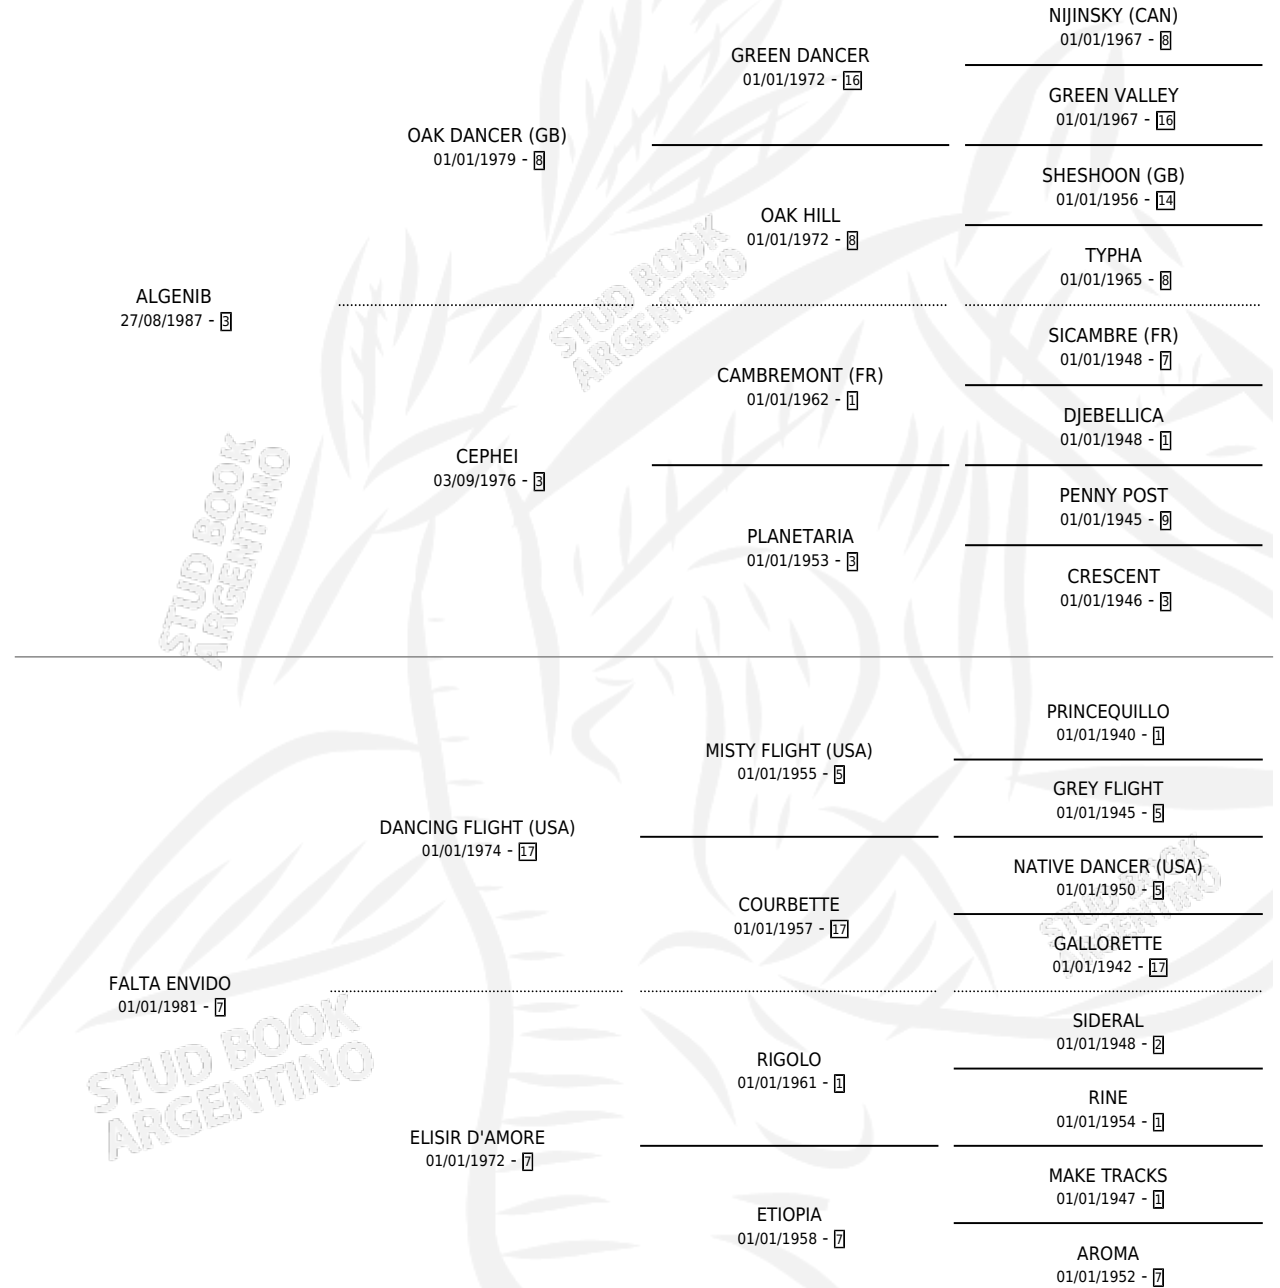 NIJINSKY (CAN)
01/01/1967 - 8
GREEN DANCER
01/01/1972 - 16
GREEN VALLEY
01/01/1967 - 16
OAK DANCER (GB)
01/01/1979 - 8
SHESHOON (GB)
01/01/1956 - 14
OAK HILL
01/01/1972 - 8
TYPHA
01/01/1965 - 8
ALGENIB
27/08/1987 - 3
SICAMBRE (FR)
01/01/1948 - 7
CAMBREMONT (FR)
01/01/1962 - 1
DJEBELLICA
01/01/1948 - 1
CEPHEI
03/09/1976 - 3
PENNY POST
01/01/1945 - 9
PLANETARIA
01/01/1953 - 3
CRESCENT
01/01/1946 - 3
PRINCEQUILLO
01/01/1940 - 1
MISTY FLIGHT (USA)
01/01/1955 - 5
GREY FLIGHT
01/01/1945 - 5
DANCING FLIGHT (USA)
01/01/1974 - 17
NATIVE DANCER (USA)
01/01/1950 - 5
COURBETTE
01/01/1957 - 17
GALLORETTE
01/01/1942 - 17
FALTA ENVIDO
01/01/1981 - 7
SIDERAL
01/01/1948 - 2
RIGOLO
01/01/1961 - 1
RINE
01/01/1954 - 1
ELISIR D'AMORE
01/01/1972 - 7
MAKE TRACKS
01/01/1947 - 1
ETIOPIA
01/01/1958 - 7
AROMA
01/01/1952 - 7
STUD BOOK
ARGENTINO
STUD BOOK
ARGENTINO
STUD BOOK
ARGENTINO
STUD BOOK
ARGENTINO